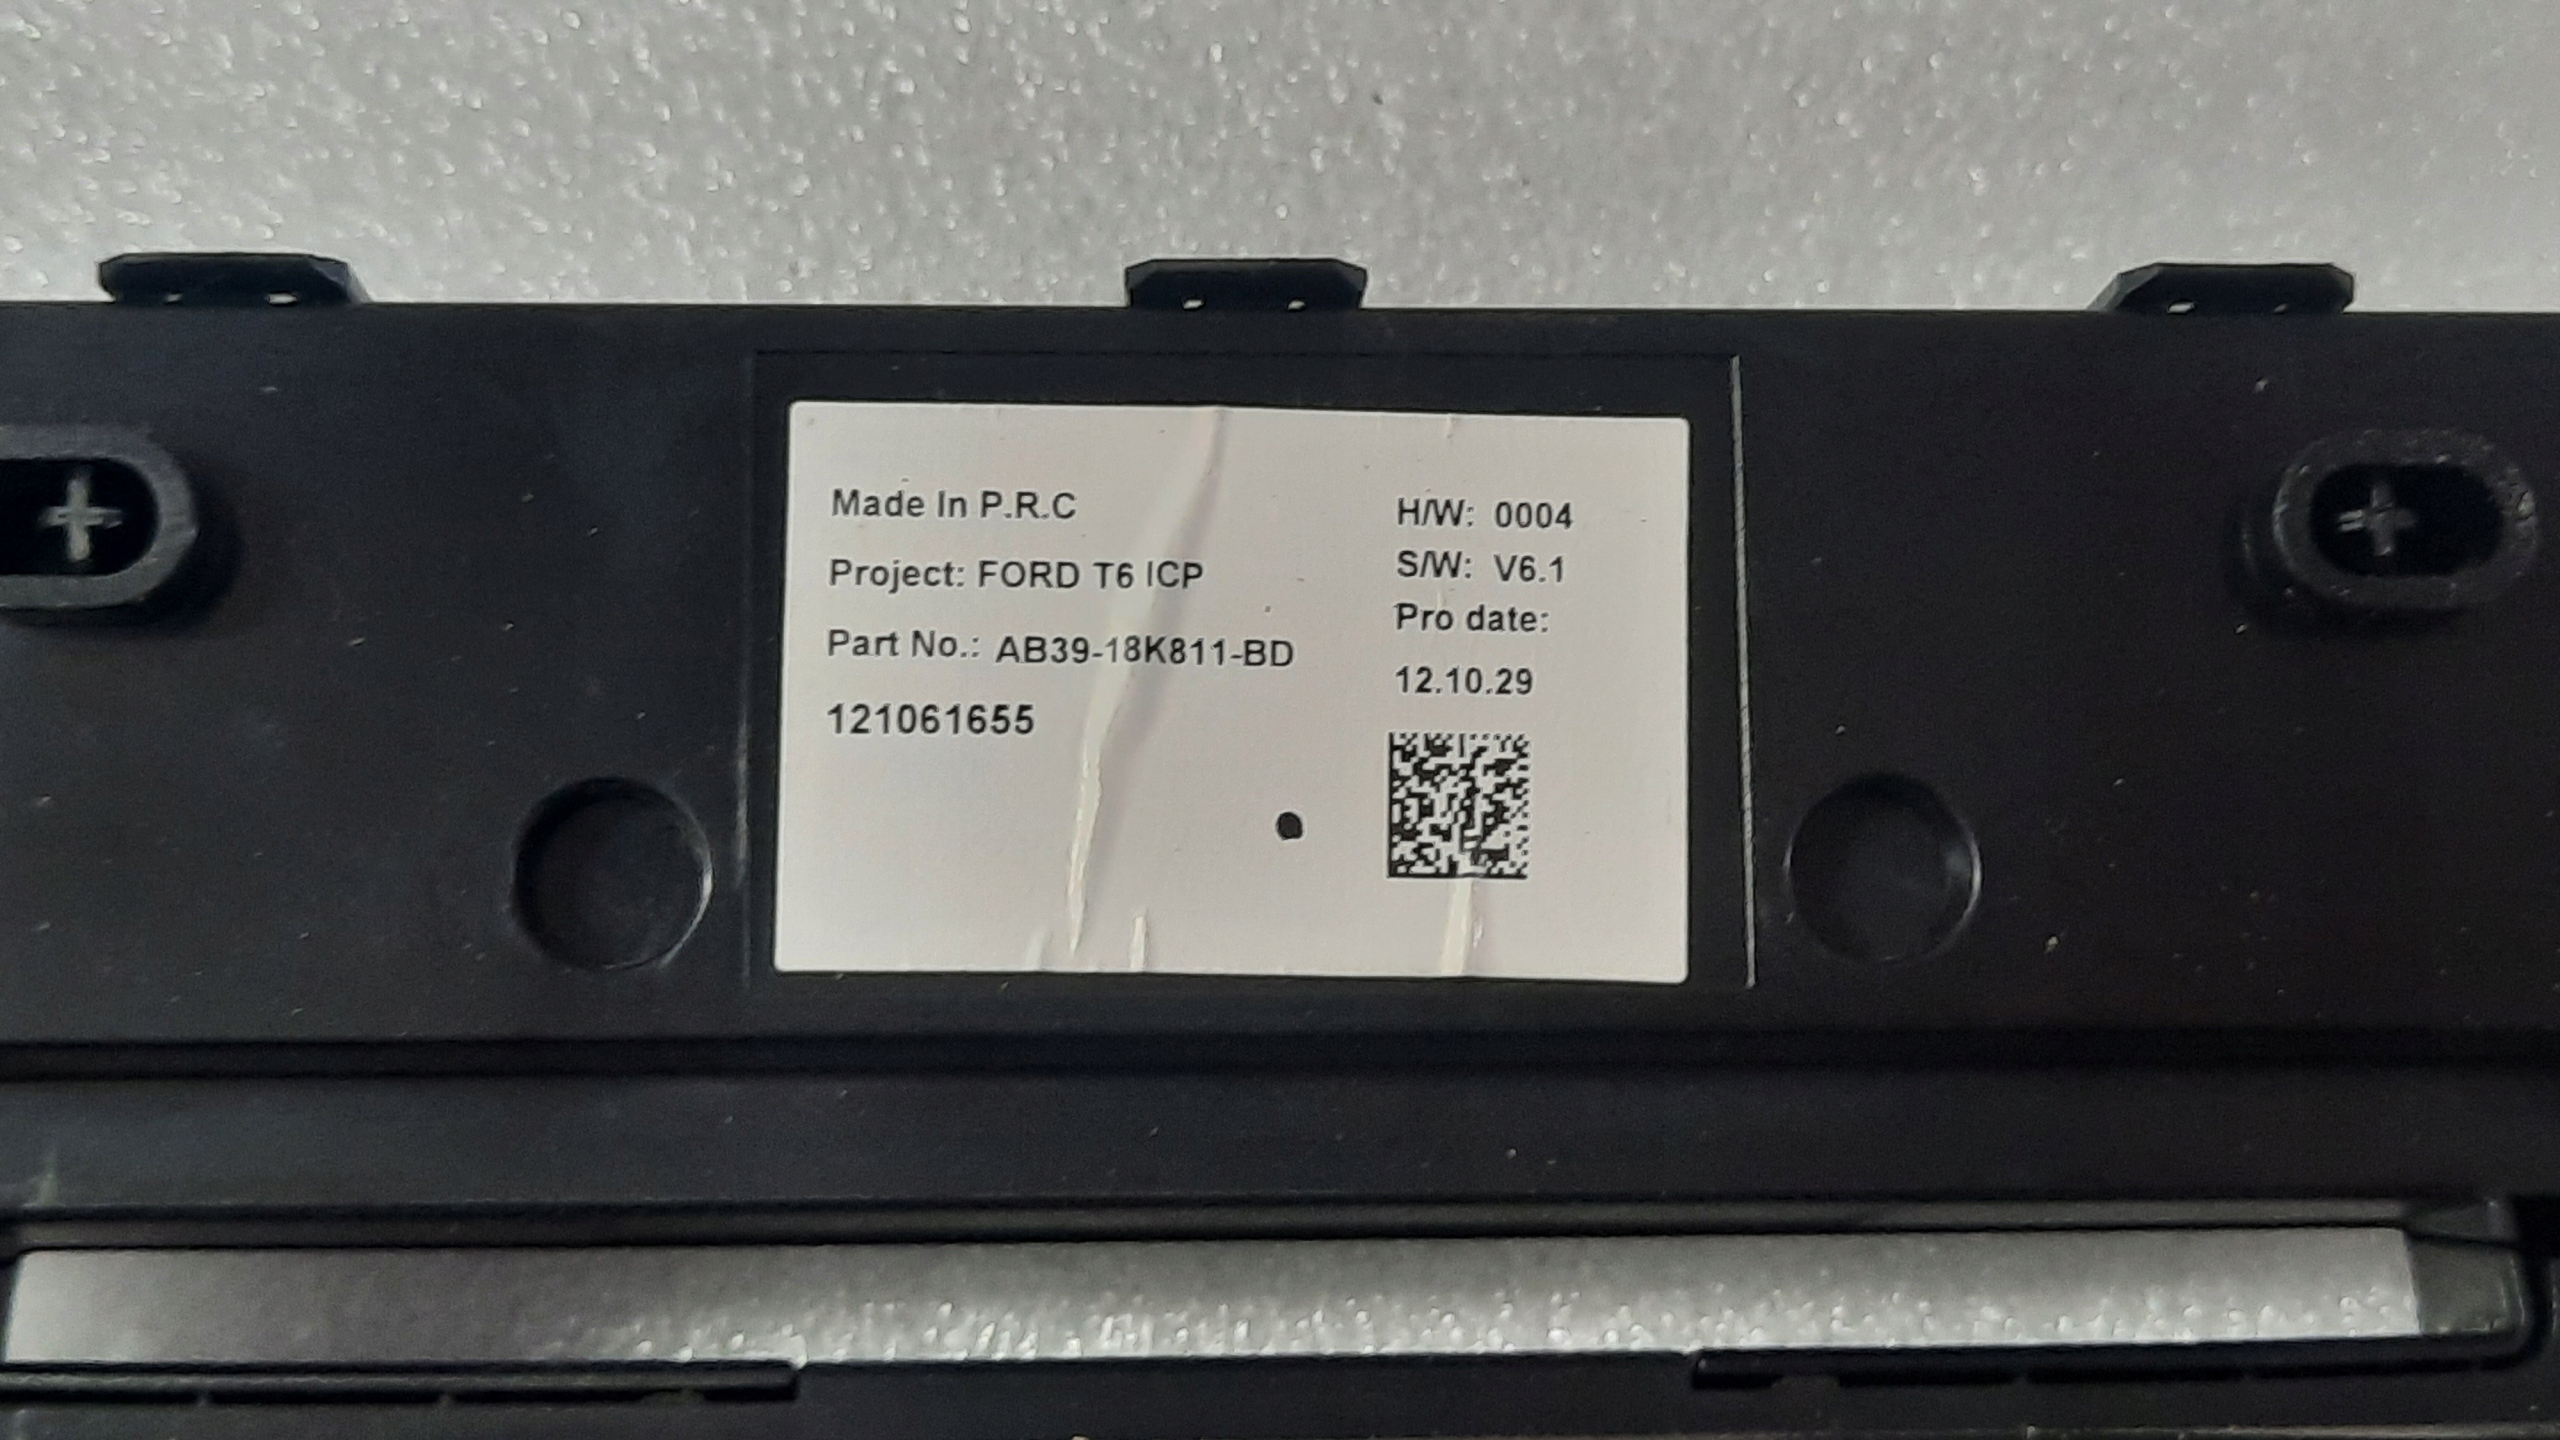 Made In P.R.C
Project: FORD T6 ICP
Part No.: AB39-18K811-BD
121061655
H/W: 0004
S/W: V6.1
Pro date:
12.10.29